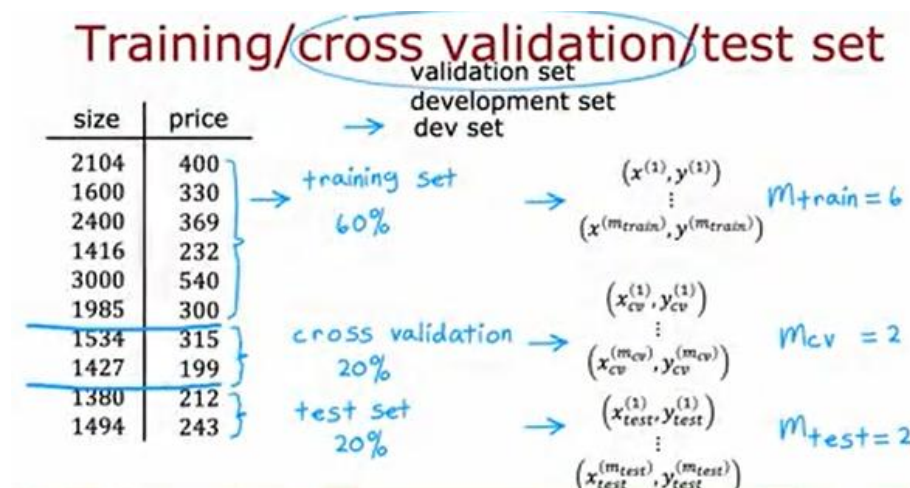 Training/cross validation/test set
validation set
development set
dev set
size price
2104 400
1600 330
2400 369
1416 232
3000 540
1985 300
1534 315
1427 199
1380 212
1494 243
training set
60%
(x^(1), y^(1))
⋮
(x^(m_train), y^(m_train))
m_train = 6
cross validation
20%
(x_cv^(1), y_cv^(1))
⋮
(x_cv^(m_cv), y_cv^(m_cv))
m_cv = 2
test set
20%
(x_test^(1), y_test^(1))
⋮
(x_test^(m_test), y_test^(m_test))
m_test = 2